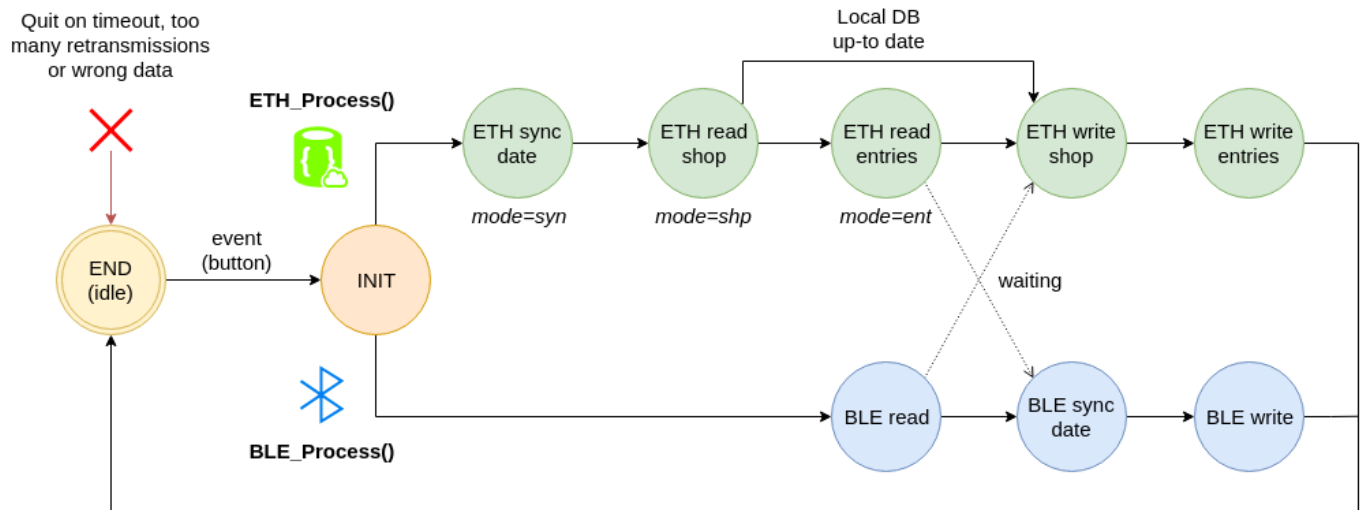 Quit on timeout, too
many retransmissions
or wrong data
Local DB
up-to date
ETH_Process()
{ }
ETH sync
date
ETH read
shop
ETH read
entries
ETH write
shop
ETH write
entries
mode=syn
mode=shp
mode=ent
END
(idle)
event
(button)
INIT
waiting
BLE read
BLE sync
date
BLE write
BLE_Process()